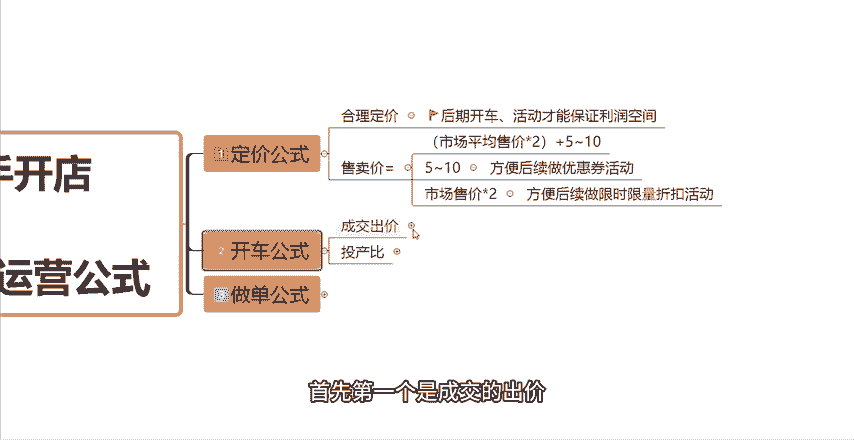 手开店
运营公式
1 定价公式
合理定价
后期开车、活动才能保证利润空间
售卖价=
(市场平均售价*2)+5~10
5~10
方便后续做优惠券活动
市场售价*2
方便后续做限时限量折扣活动
2 开车公式
成交出价
投产比
做单公式
首先第一个是成交的出价